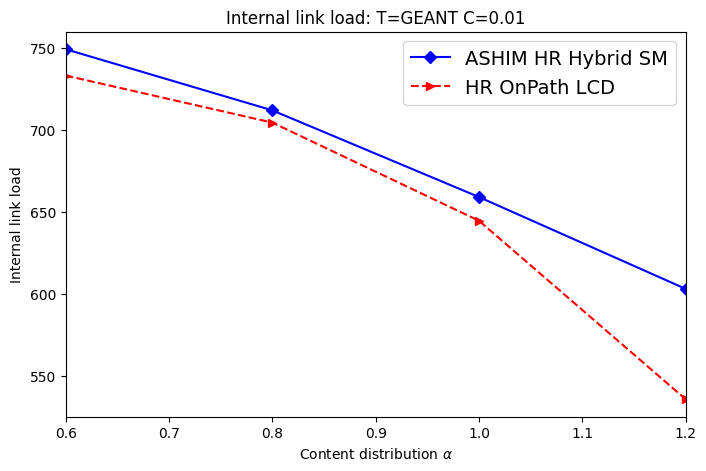 Internal link load: T=GEANT C=0.01
ASHIM HR Hybrid SM
HR OnPath LCD
Internal link load
750
700
650
600
550
0.6 0.7 0.8 0.9 1.0 1.1 1.2
Content distribution α